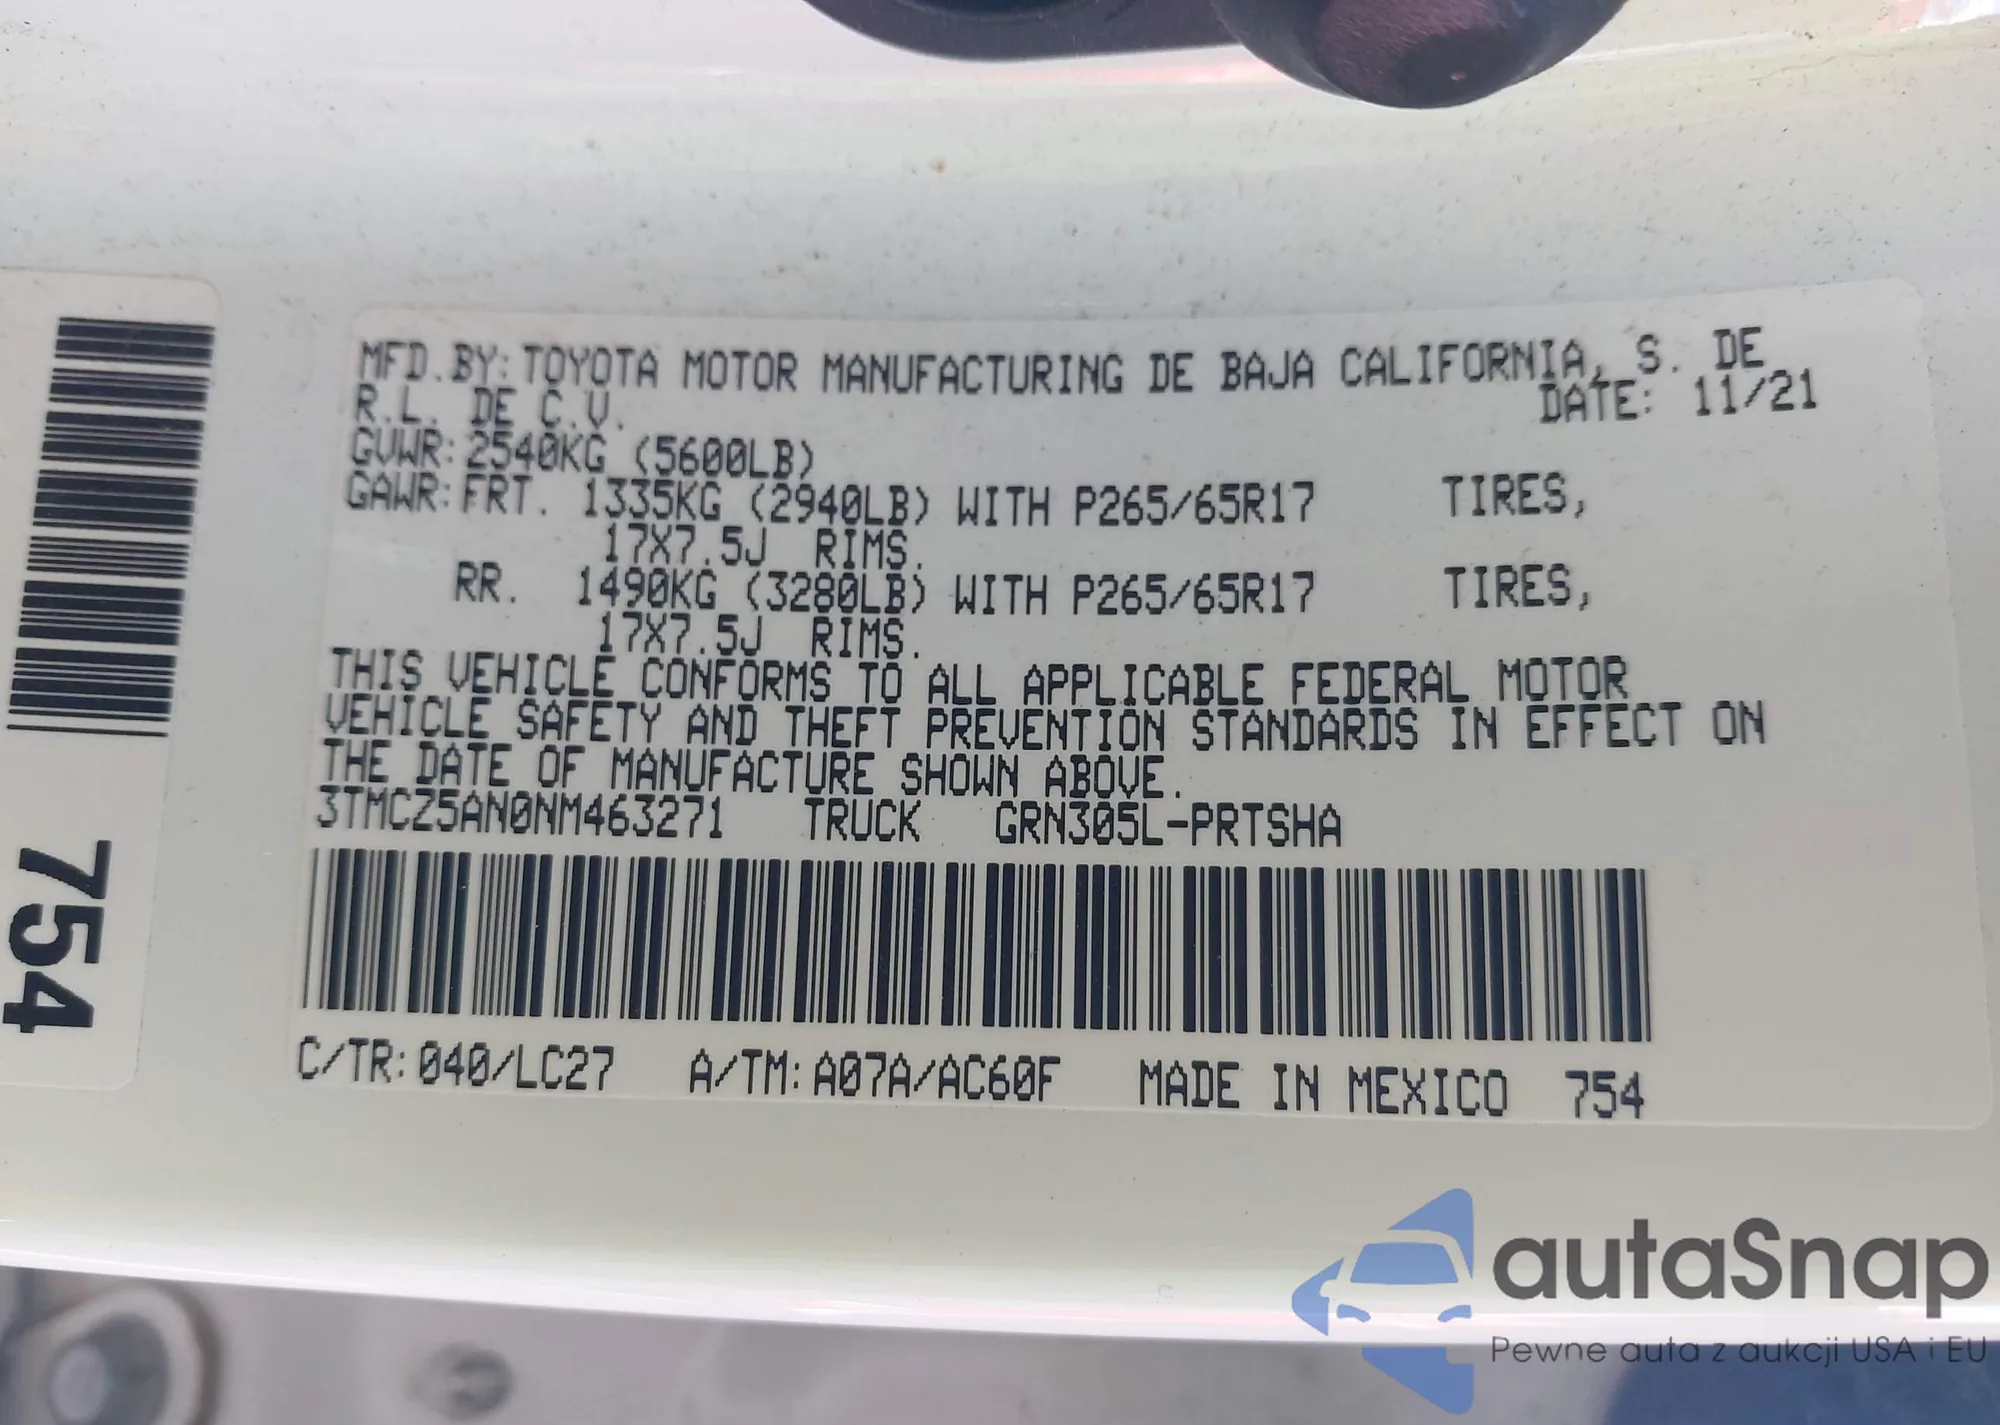 MFD.BY: TOYOTA MOTOR MANUFACTURING DE BAJA CALIFORNIA, S. DE
R.L. DE C.V. DATE: 11/21
GVWR: 2540KG (5600LB)
GAWR: FRT. 1335KG (2940LB) WITH P265/65R17 TIRES,
17X7.5J RIMS.
RR. 1490KG (3280LB) WITH P265/65R17 TIRES,
17X7.5J RIMS.
THIS VEHICLE CONFORMS TO ALL APPLICABLE FEDERAL MOTOR
VEHICLE SAFETY AND THEFT PREVENTION STANDARDS IN EFFECT ON
THE DATE OF MANUFACTURE SHOWN ABOVE.
3TMCZ5AN0NM463271 TRUCK GRN305L-PRTSHA
C/TR: 040/LC27 A/TM: A07A/AC60F MADE IN MEXICO 754
754
autaSnap
Pewne auta z aukcji USA i EU